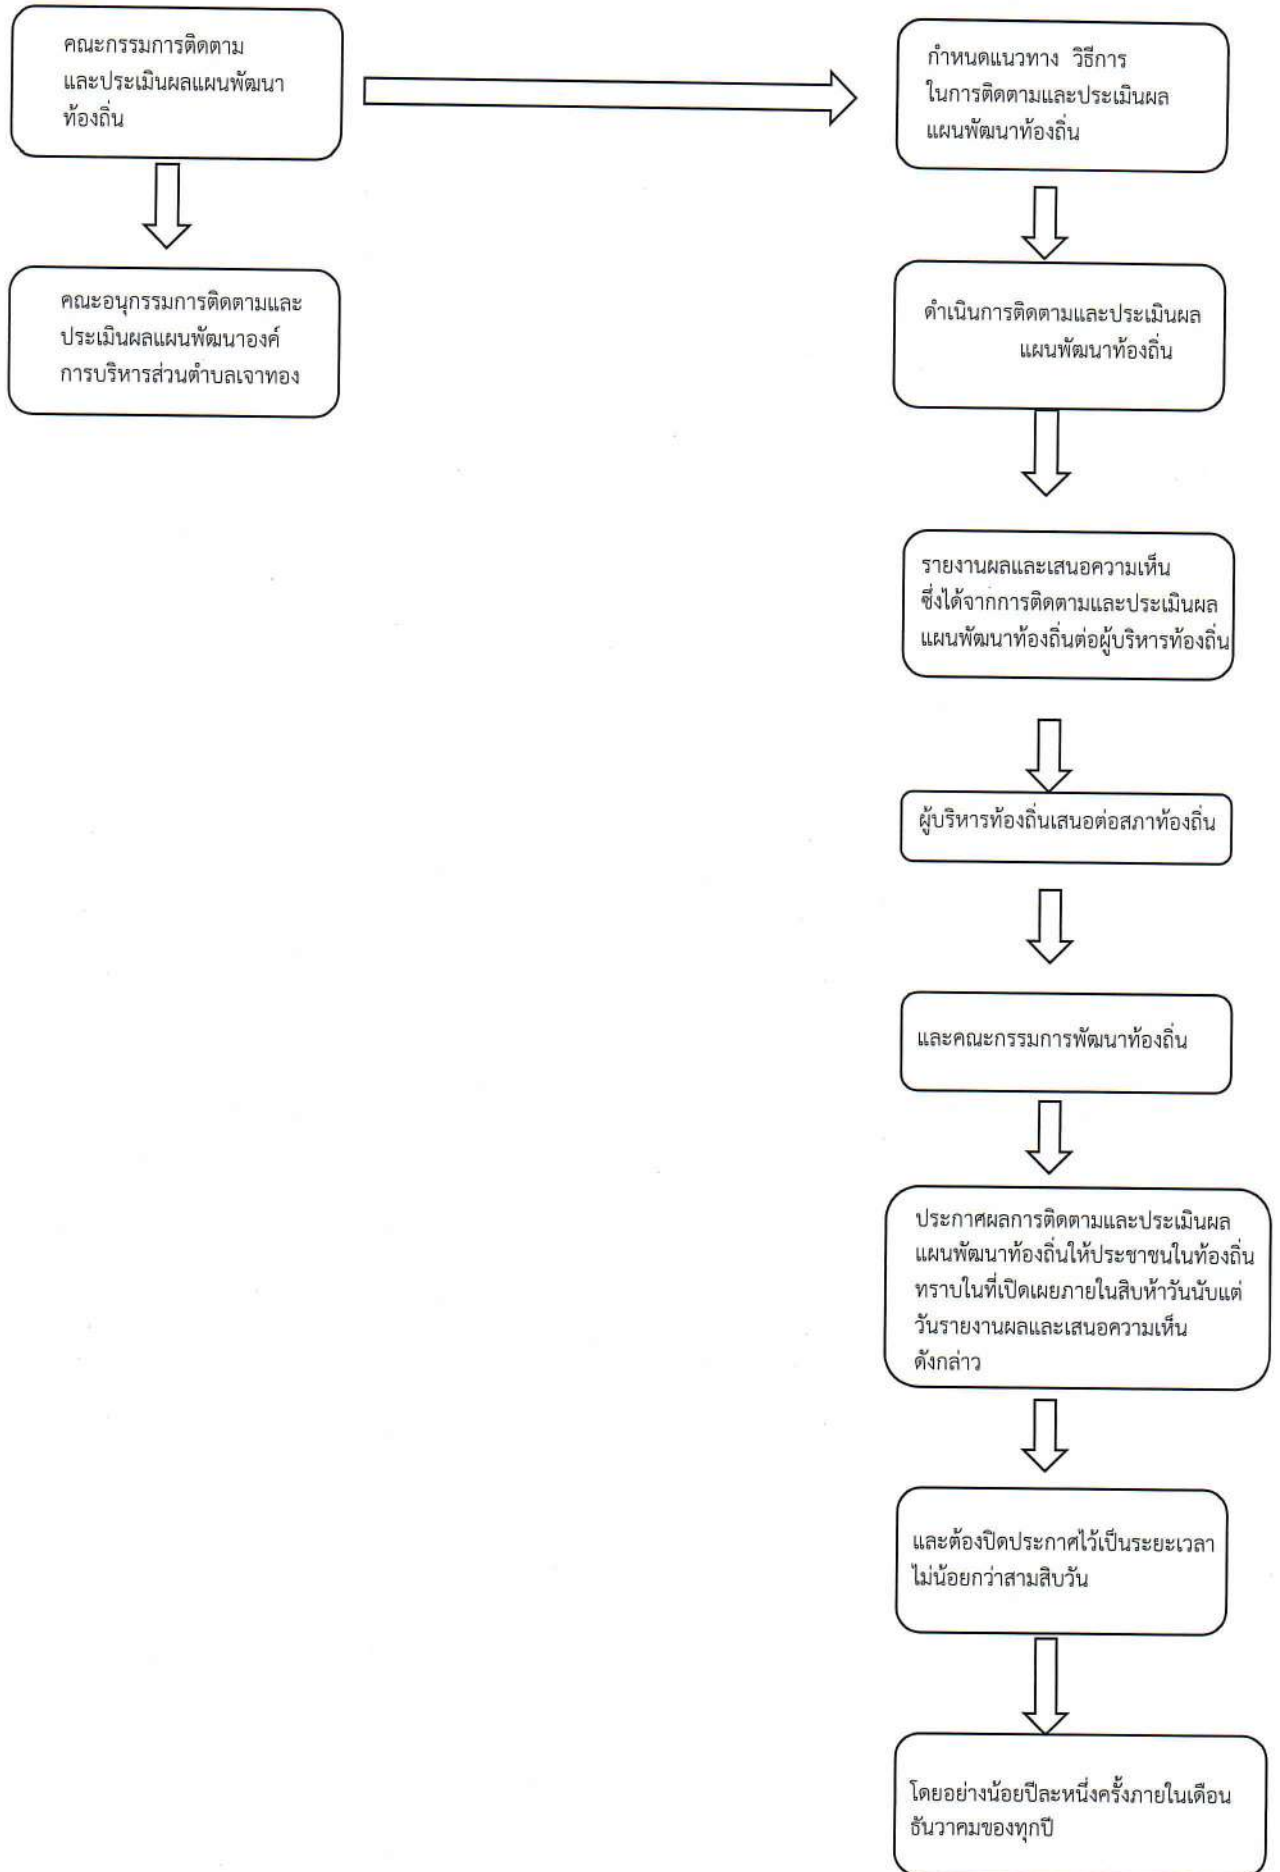 คณะกรรมการติดตาม
และประเมินผลแผนพัฒนา
ท้องถิ่น
กำหนดแนวทาง วิธีการ
ในการติดตามและประเมินผล
แผนพัฒนาท้องถิ่น
คณะอนุกรรมการติดตามและ
ประเมินผลแผนพัฒนาองค์
การบริหารส่วนตำบลเจาทอง
ดำเนินการติดตามและประเมินผล
แผนพัฒนาท้องถิ่น
รายงานผลและเสนอความเห็น
ซึ่งได้จากการติดตามและประเมินผล
แผนพัฒนาท้องถิ่นต่อผู้บริหารท้องถิ่น
ผู้บริหารท้องถิ่นเสนอต่อสภาท้องถิ่น
และคณะกรรมการพัฒนาท้องถิ่น
ประกาศผลการติดตามและประเมินผล
แผนพัฒนาท้องถิ่นให้ประชาชนในท้องถิ่น
ทราบในที่เปิดเผยภายในสิบห้าวันนับแต่
วันรายงานผลและเสนอความเห็น
ดังกล่าว
และต้องปิดประกาศไว้เป็นระยะเวลา
ไม่น้อยกว่าสามสิบวัน
โดยอย่างน้อยปีละหนึ่งครั้งภายในเดือน
ธันวาคมของทุกปี